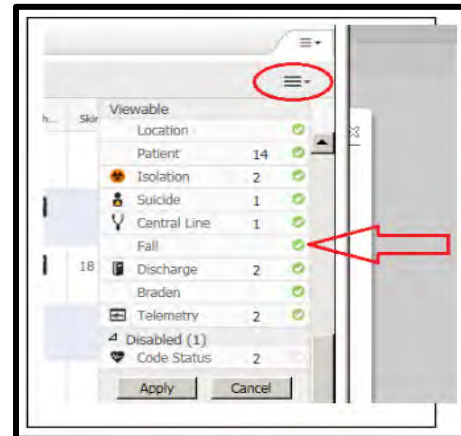 h...
Skir
Viewable
Location
Patient 14
Isolation 2
Suicide 1
Central Line 1
Fall
18
Discharge 2
Braden
Telemetry 2
Disabled (1)
Code Status 2
Apply Cancel